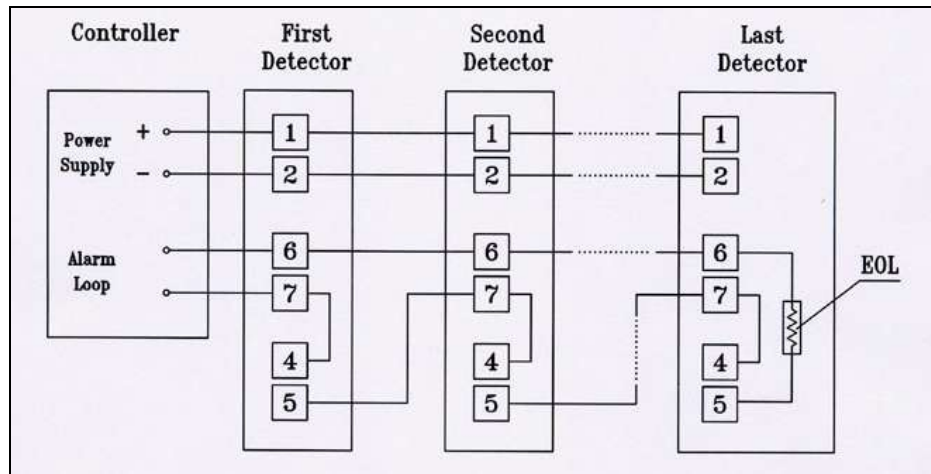 Controller
First
Detector
Second
Detector
Last
Detector
Power
Supply
+
-
Alarm
Loop
1
2
6
7
4
5
1
2
6
7
4
5
1
2
6
7
4
5
EOL